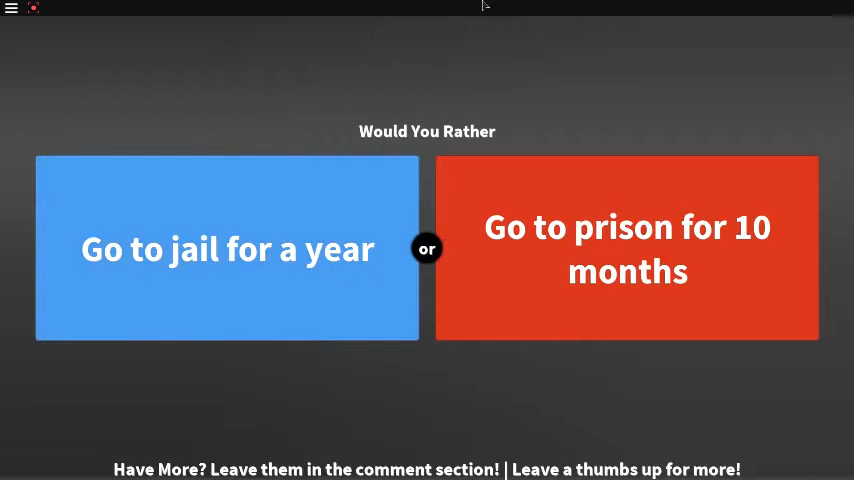 Would You Rather
Go to jail for a year
or
Go to prison for 10
months
Have More? Leave them in the comment section! | Leave a thumbs up for more!